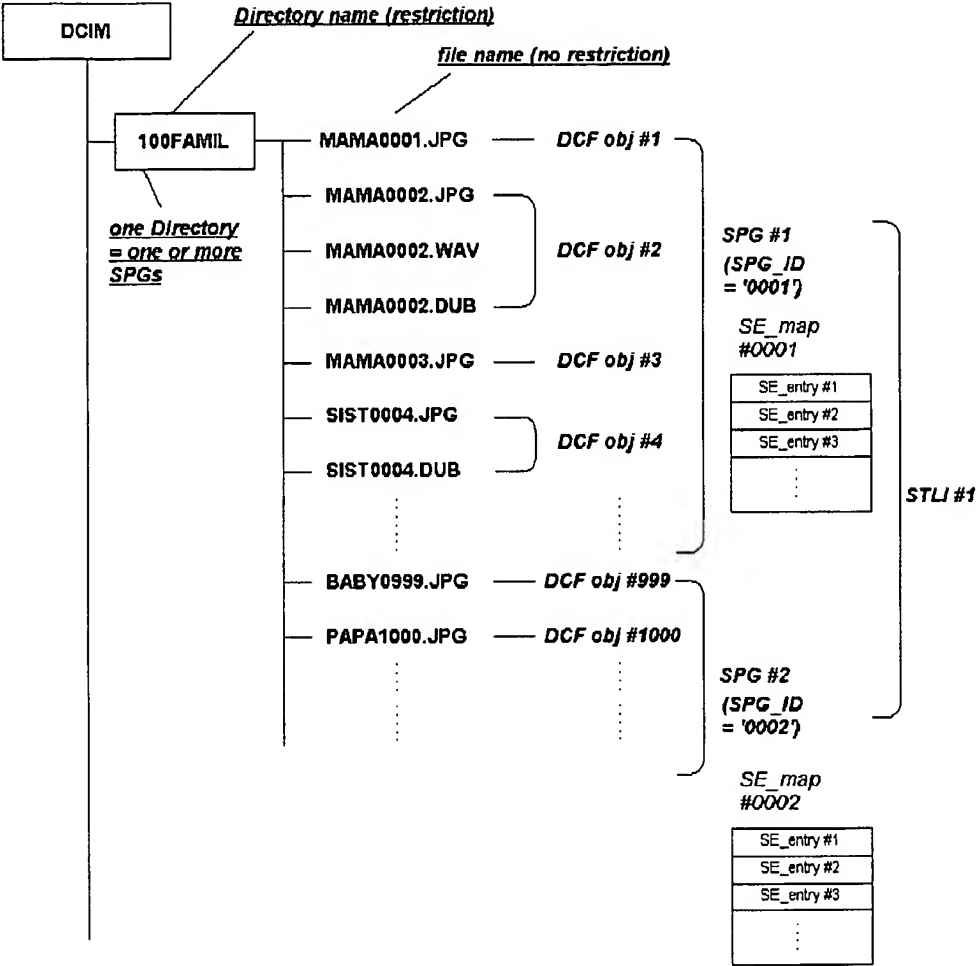 DCIM
Directory name (restriction)
file name (no restriction)
100FAMIL
one Directory
= one or more
SPGs
MAMA0001.JPG
DCF obj #1
MAMA0002.JPG
MAMA0002.WAV
DCF obj #2
MAMA0002.DUB
MAMA0003.JPG
DCF obj #3
SIST0004.JPG
DCF obj #4
SIST0004.DUB
BABY0999.JPG
DCF obj #999
PAPA1000.JPG
DCF obj #1000
SPG #1
(SPG_ID
= '0001')
SE_map
#0001
SE_entry #1
SE_entry #2
SE_entry #3
STLI #1
SPG #2
(SPG_ID
= '0002')
SE_map
#0002
SE_entry #1
SE_entry #2
SE_entry #3